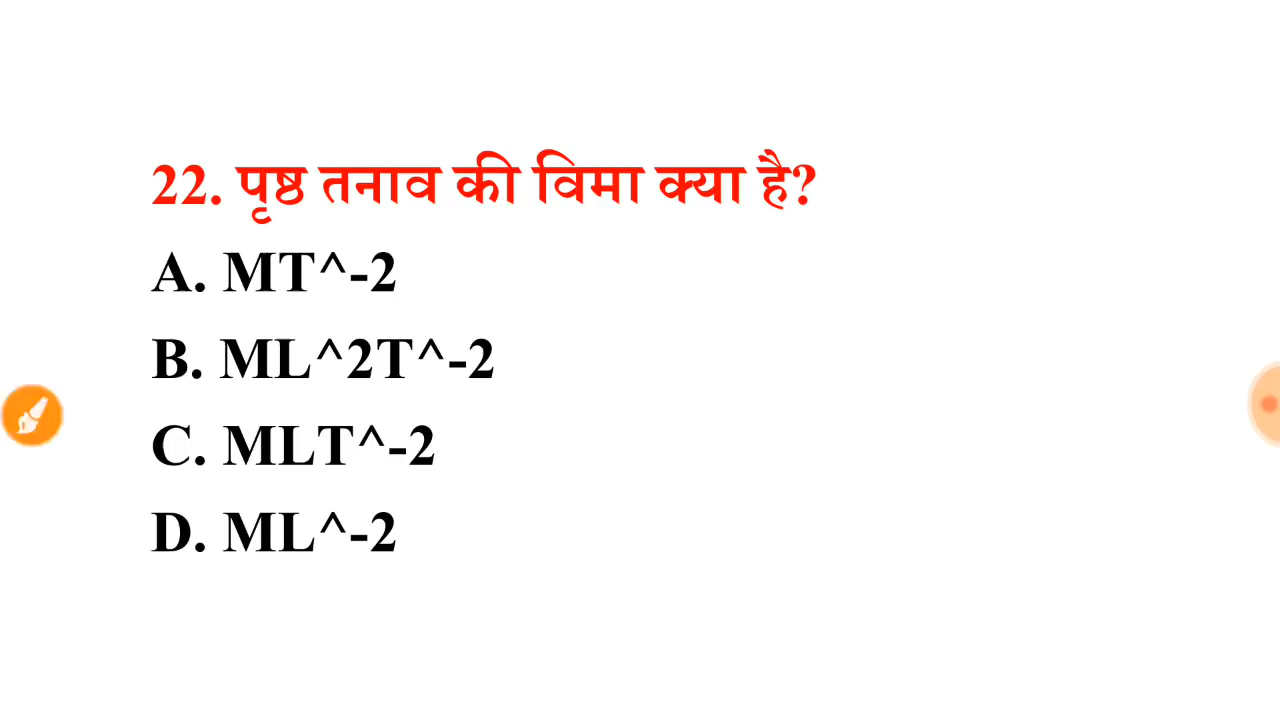 22. पृष्ठ तनाव की विमा क्या है?
A. MT^-2
B. ML^2T^-2
C. MLT^-2
D. ML^-2